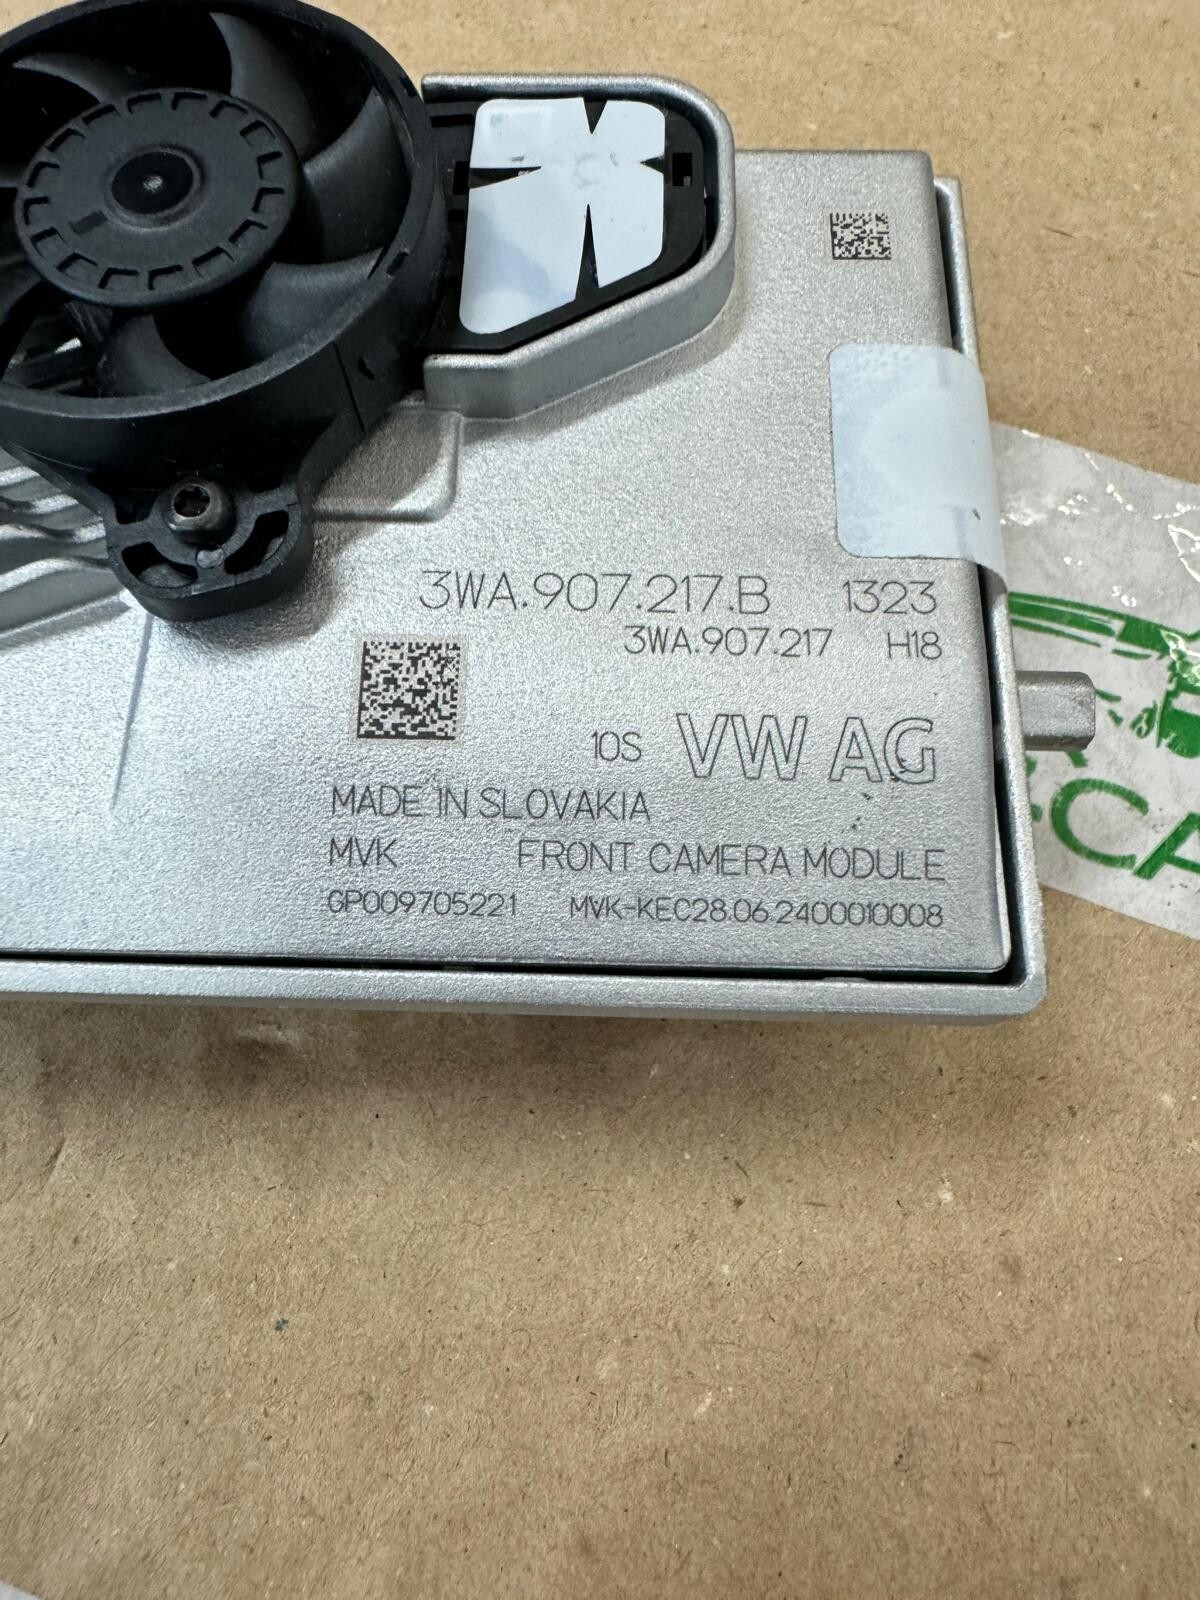 3WA.907.217.B 1323
3WA.907.217 H18
10S VW AG
MADE IN SLOVAKIA
MVK FRONT CAMERA MODULE
GP009705221 MVK-KEC28.06.2400010008